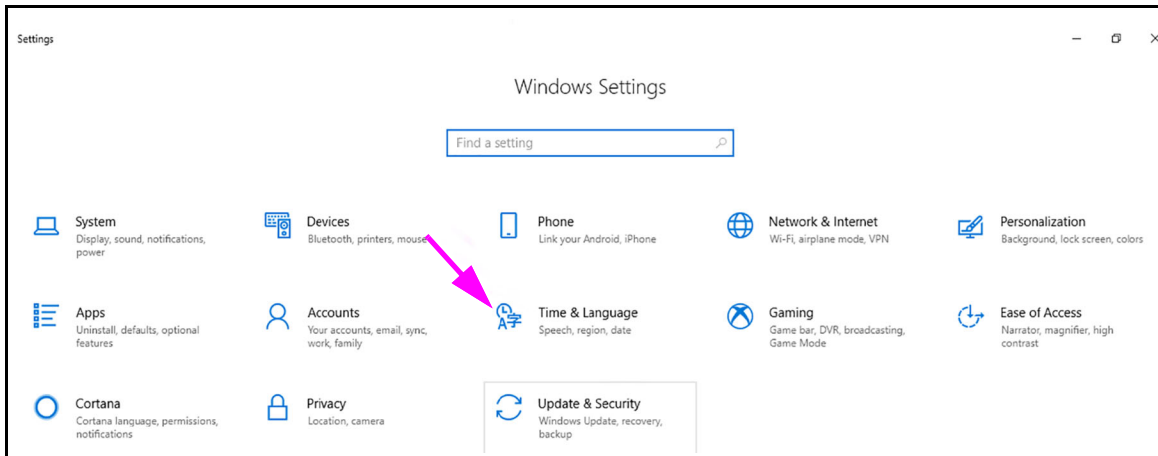 Settings
Windows Settings
Find a setting
System
Display, sound, notifications,
power
Devices
Bluetooth, printers, mouse
Phone
Link your Android, iPhone
Network & Internet
Wi-Fi, airplane mode, VPN
Personalization
Background, lock screen, colors
Apps
Uninstall, defaults, optional
features
Accounts
Your accounts, email, sync,
work, family
Time & Language
Speech, region, date
Gaming
Game bar, DVR, broadcasting,
Game Mode
Ease of Access
Narrator, magnifier, high
contrast
Cortana
Cortana language, permissions,
notifications
Privacy
Location, camera
Update & Security
Windows Update, recovery,
backup